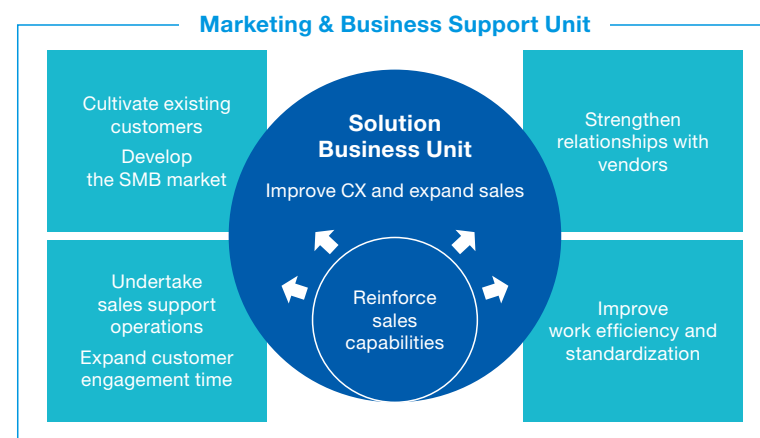 Marketing & Business Support Unit
Cultivate existing
customers
Develop
the SMB market
Solution
Business Unit
Improve CX and expand sales
Strengthen
relationships with
vendors
Undertake
sales support
operations
Expand customer
engagement time
Reinforce
sales
capabilities
Improve
work efficiency and
standardization